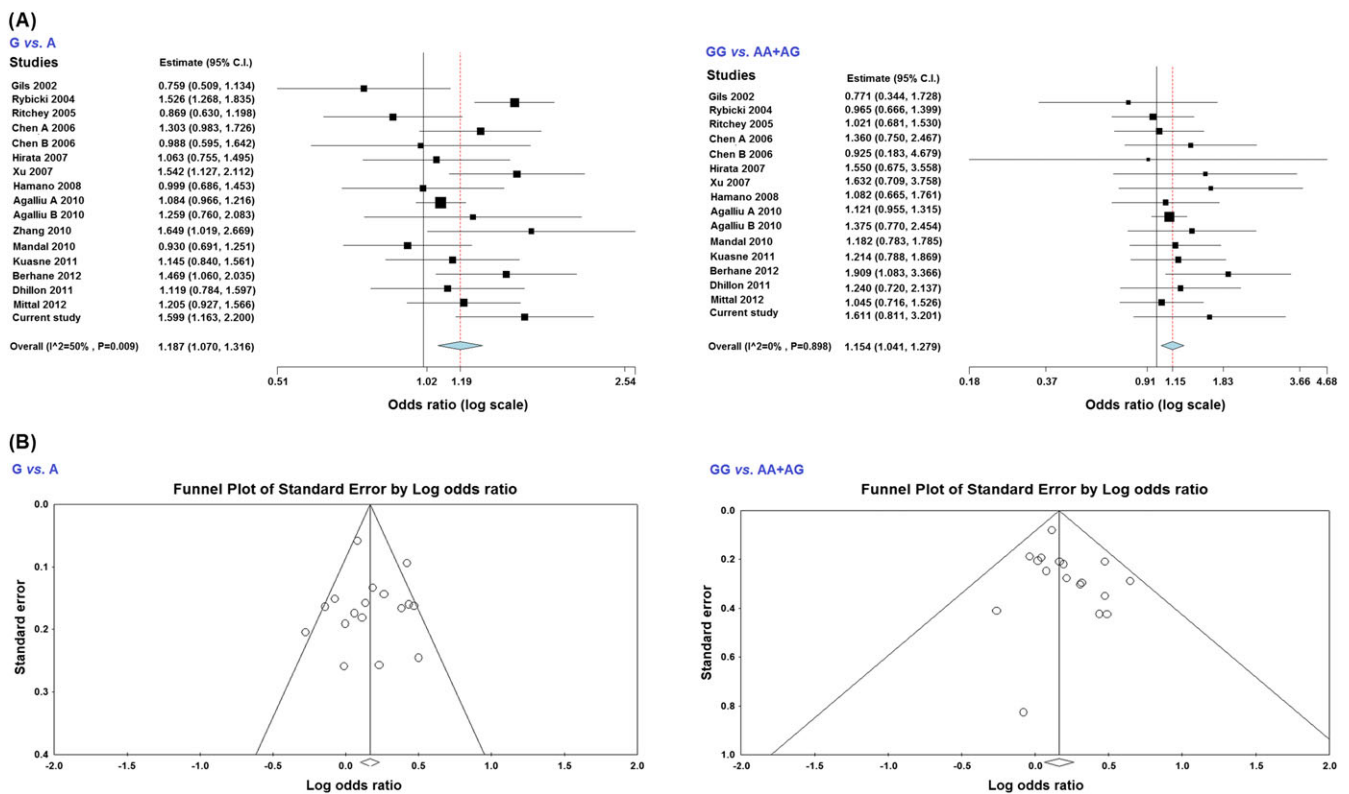 (A)
G vs. A
Studies Estimate (95% C.I.)
Gils 2002 0.759 (0.509, 1.134)
Rybicki 2004 1.526 (1.268, 1.835)
Ritchey 2005 0.869 (0.630, 1.198)
Chen A 2006 1.303 (0.983, 1.726)
Chen B 2006 0.988 (0.595, 1.642)
Hirata 2007 1.063 (0.755, 1.495)
Xu 2007 1.542 (1.127, 2.112)
Hamano 2008 0.999 (0.686, 1.453)
Agalliu A 2010 1.084 (0.966, 1.216)
Agalliu B 2010 1.259 (0.760, 2.083)
Zhang 2010 1.649 (1.019, 2.669)
Mandal 2010 0.930 (0.691, 1.251)
Kuasne 2011 1.145 (0.840, 1.561)
Berhane 2012 1.469 (1.060, 2.035)
Dhillon 2011 1.119 (0.784, 1.597)
Mittal 2012 1.205 (0.927, 1.566)
Current study 1.599 (1.163, 2.200)
Overall (I^2=50% , P=0.009) 1.187 (1.070, 1.316)
0.51 1.02 1.19 2.54
Odds ratio (log scale)
GG vs. AA+AG
Studies Estimate (95% C.I.)
Gils 2002 0.771 (0.344, 1.728)
Rybicki 2004 0.965 (0.666, 1.399)
Ritchey 2005 1.021 (0.681, 1.530)
Chen A 2006 1.360 (0.750, 2.467)
Chen B 2006 0.925 (0.183, 4.679)
Hirata 2007 1.550 (0.675, 3.558)
Xu 2007 1.632 (0.709, 3.758)
Hamano 2008 1.082 (0.665, 1.761)
Agalliu A 2010 1.121 (0.955, 1.315)
Agalliu B 2010 1.375 (0.770, 2.454)
Mandal 2010 1.182 (0.783, 1.785)
Kuasne 2011 1.214 (0.788, 1.869)
Berhane 2012 1.909 (1.083, 3.366)
Dhillon 2011 1.240 (0.720, 2.137)
Mittal 2012 1.045 (0.716, 1.526)
Current study 1.611 (0.811, 3.201)
Overall (I^2=0% , P=0.898) 1.154 (1.041, 1.279)
0.18 0.37 0.91 1.15 1.83 3.66 4.68
Odds ratio (log scale)
(B)
G vs. A
Funnel Plot of Standard Error by Log odds ratio
Standard error
0.0
0.1
0.2
0.3
0.4
-2.0 -1.5 -1.0 -0.5 0.0 0.5 1.0 1.5 2.0
Log odds ratio
GG vs. AA+AG
Funnel Plot of Standard Error by Log odds ratio
Standard error
0.0
0.2
0.4
0.6
0.8
1.0
-2.0 -1.5 -1.0 -0.5 0.0 0.5 1.0 1.5 2.0
Log odds ratio